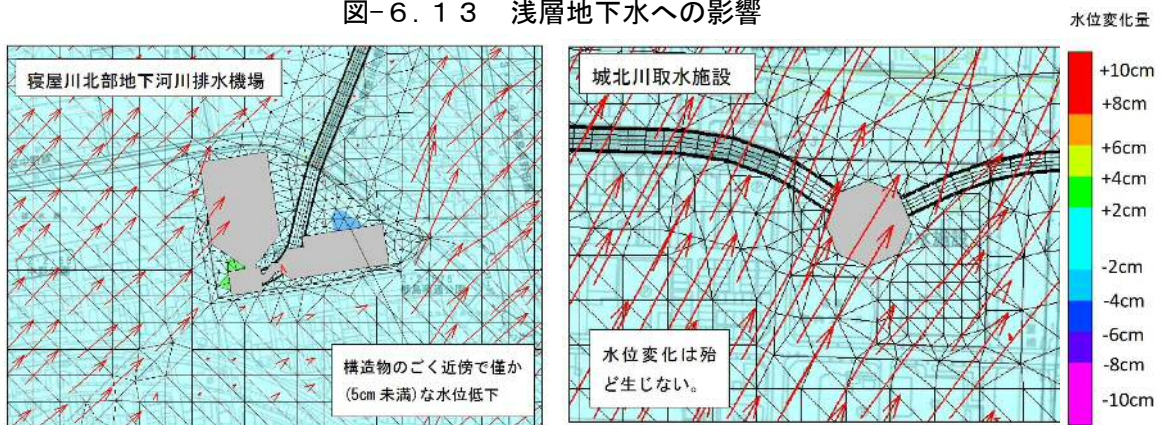 図-6.13 浅層地下水への影響
水位変化量
寝屋川北部地下河川排水機場
構造物のごく近傍で僅か
(5cm 未満)な水位低下
城北川取水施設
水位変化は殆
ど生じない。
+10cm
+8cm
+6cm
+4cm
+2cm
-2cm
-4cm
-6cm
-8cm
-10cm